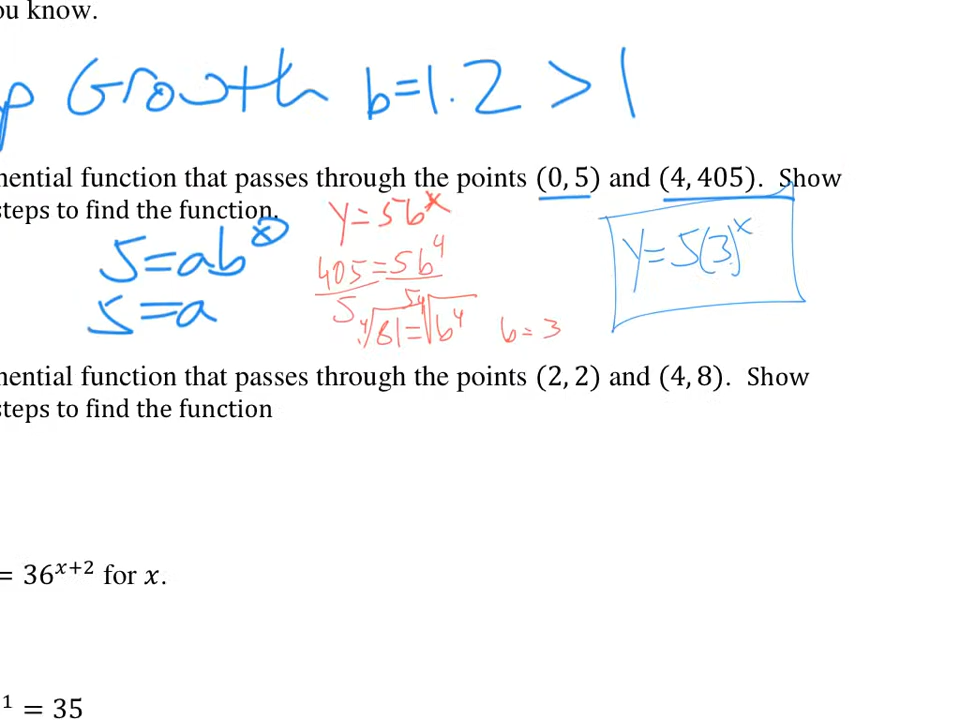 ou know.
p Growth b=1.2 > 1
nential function that passes through the points (0, 5) and (4, 405). Show
steps to find the function.
y=5b^x
y=5(3)^x
5=ab^0
405=5b^4
5 5
5=a
⁴√81=⁴√b^4 b=3
nential function that passes through the points (2, 2) and (4, 8). Show
steps to find the function
= 36^{x+2} for x.
1 = 35